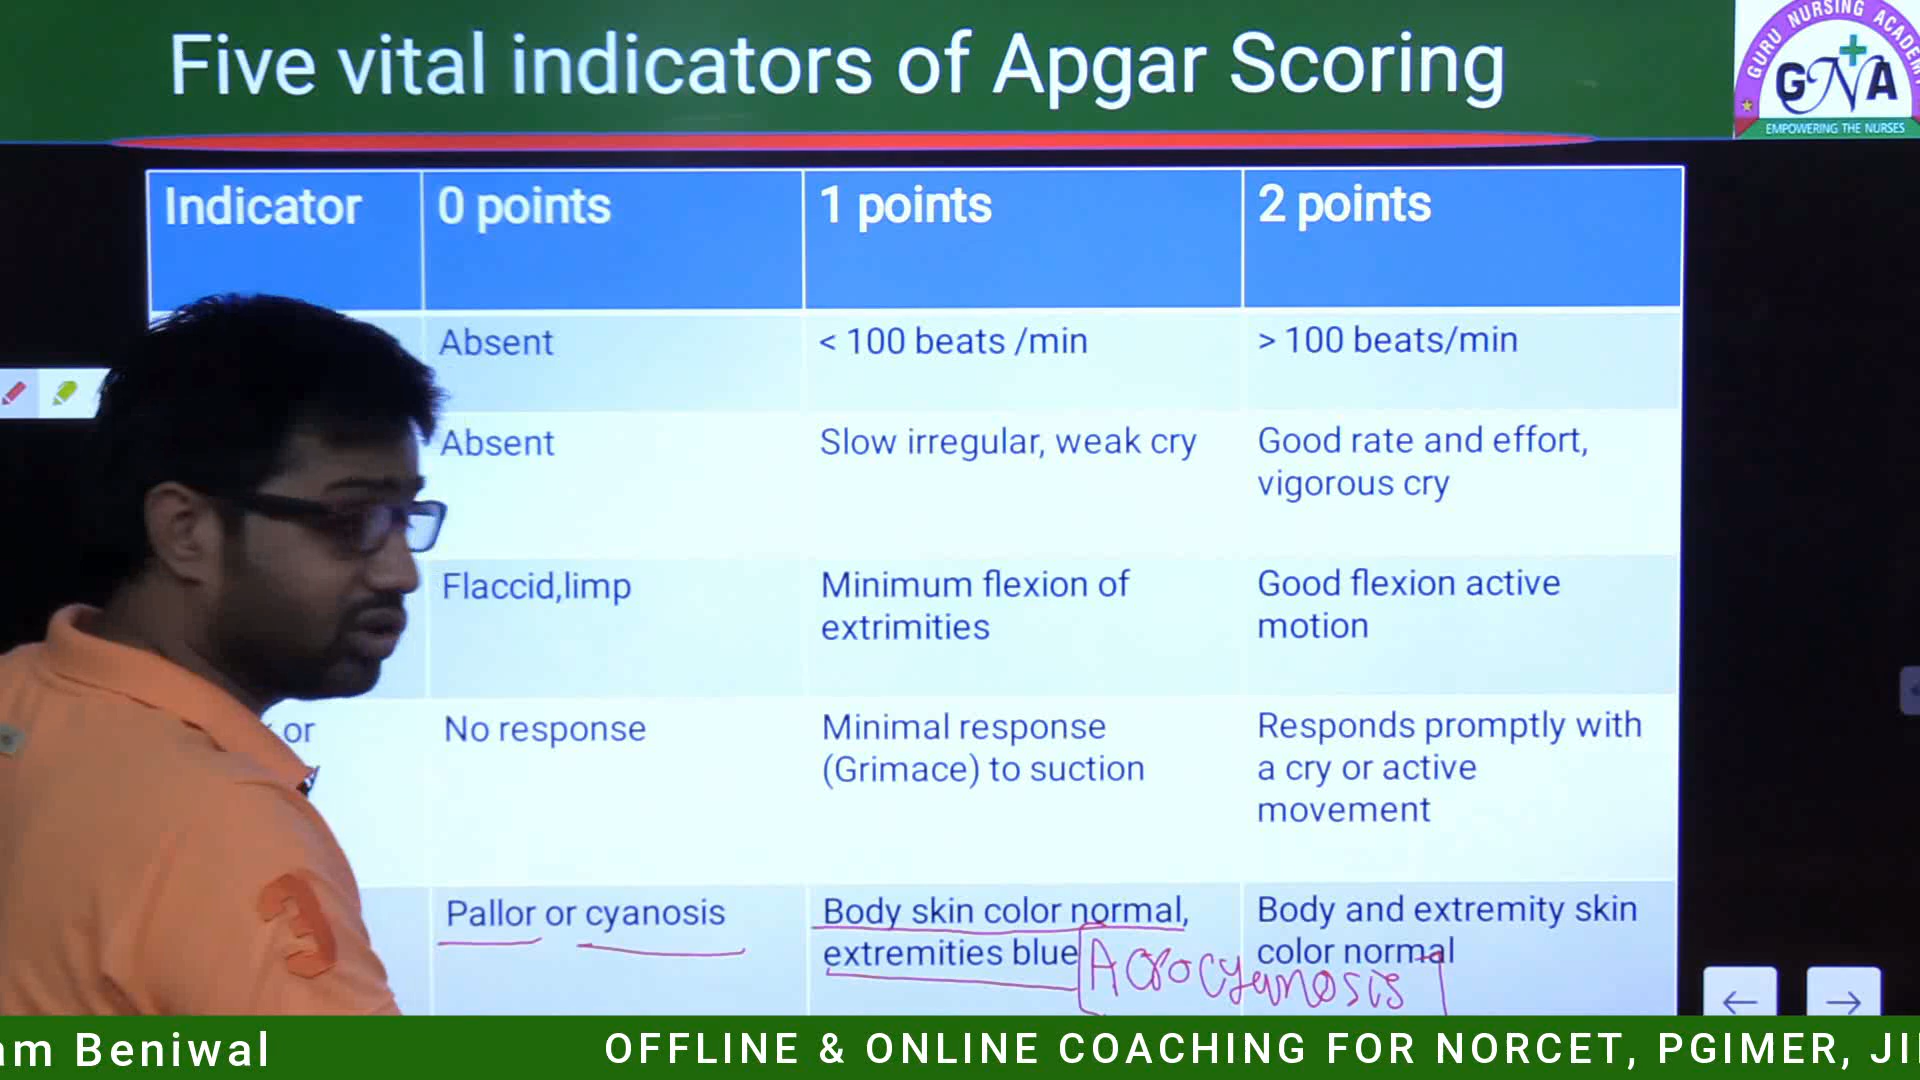 Five vital indicators of Apgar Scoring
GURU NURSING ACADEMY
GNA
EMPOWERING THE NURSES
Indicator 0 points 1 points 2 points
Absent < 100 beats /min > 100 beats/min
Absent Slow irregular, weak cry Good rate and effort,
vigorous cry
Flaccid,limp Minimum flexion of Good flexion active
extrimities motion
or No response Minimal response Responds promptly with
(Grimace) to suction a cry or active
movement
Pallor or cyanosis Body skin color normal, Body and extremity skin
extremities blue color normal
Acrocyanosis
am Beniwal OFFLINE & ONLINE COACHING FOR NORCET, PGIMER, JI